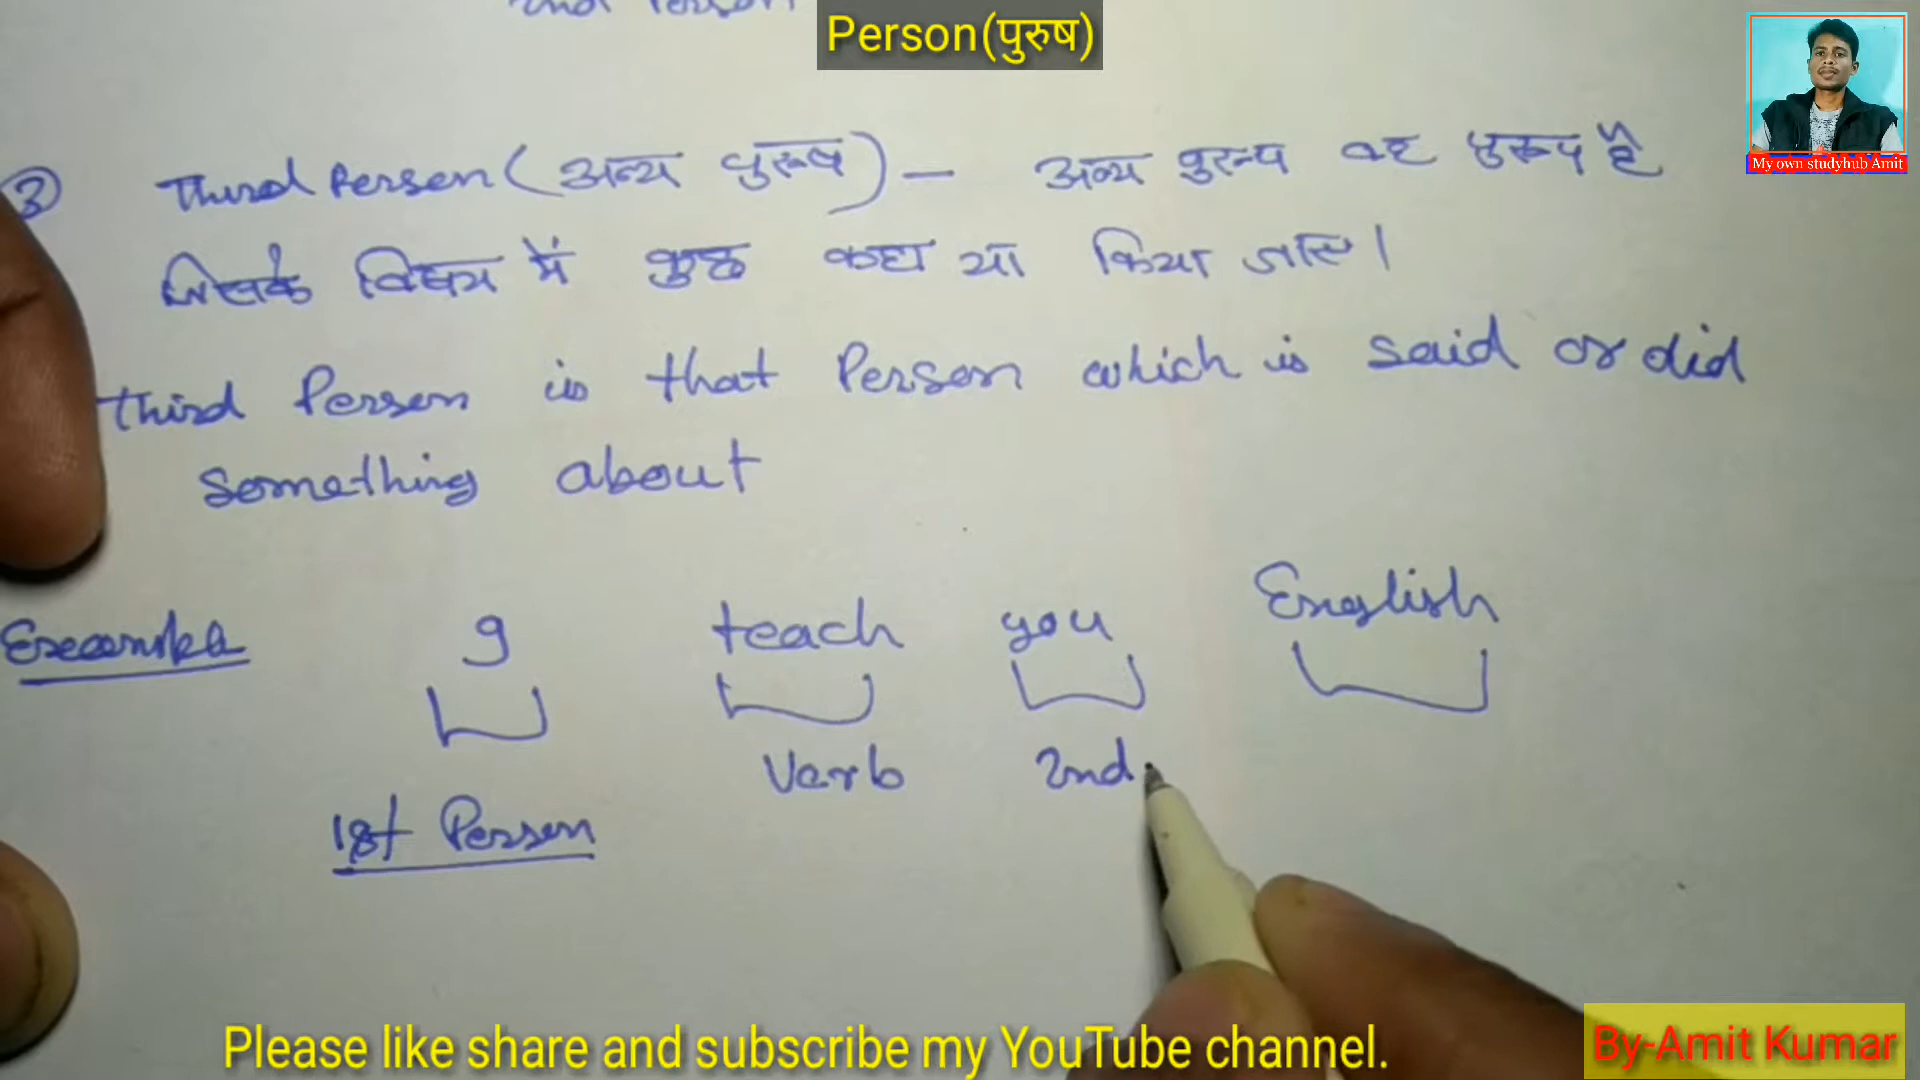 Person(पुरुष)
My own studyhub Amit
③ Third Person (अन्य पुरुष) — अन्य पुरुष वह पुरुष है
जिसके विषय में कुछ कहा या किया जाए।
Third Person is that Person which is said or did
something about
Example I teach you English
Verb 2nd
1st Person
Please like share and subscribe my YouTube channel.
By-Amit Kumar